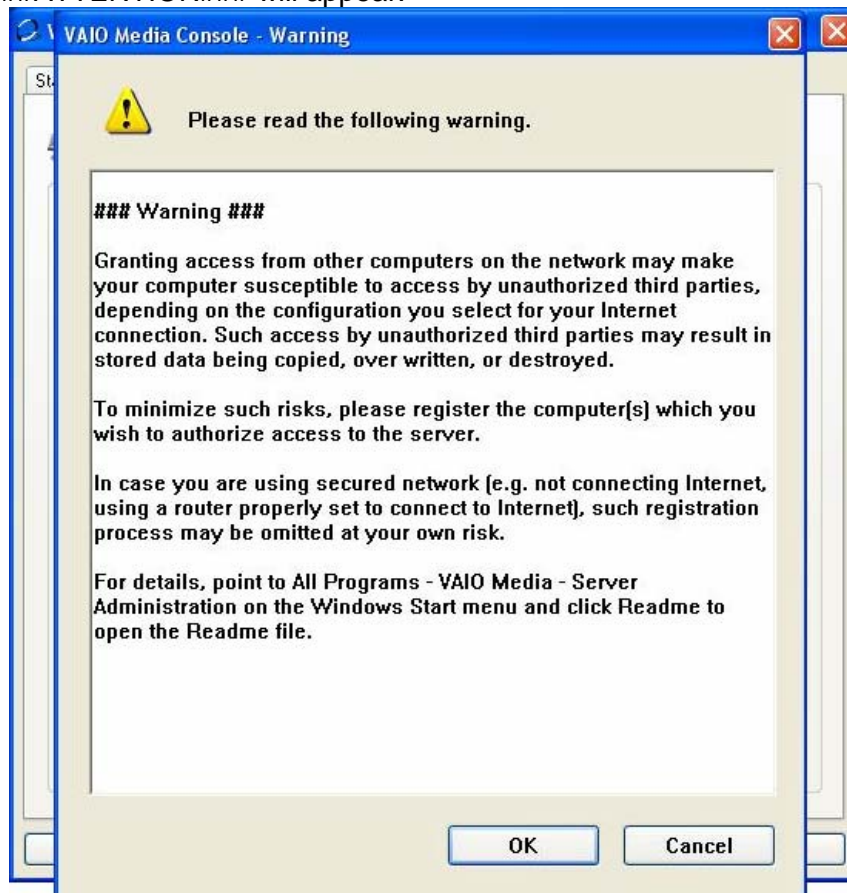 will appear.
VAIO Media Console - Warning
Please read the following warning.
### Warning ###
Granting access from other computers on the network may make
your computer susceptible to access by unauthorized third parties,
depending on the configuration you select for your Internet
connection. Such access by unauthorized third parties may result in
stored data being copied, over written, or destroyed.
To minimize such risks, please register the computer(s) which you
wish to authorize access to the server.
In case you are using secured network (e.g. not connecting Internet,
using a router properly set to connect to Internet), such registration
process may be omitted at your own risk.
For details, point to All Programs - VAIO Media - Server
Administration on the Windows Start menu and click Readme to
open the Readme file.
OK Cancel